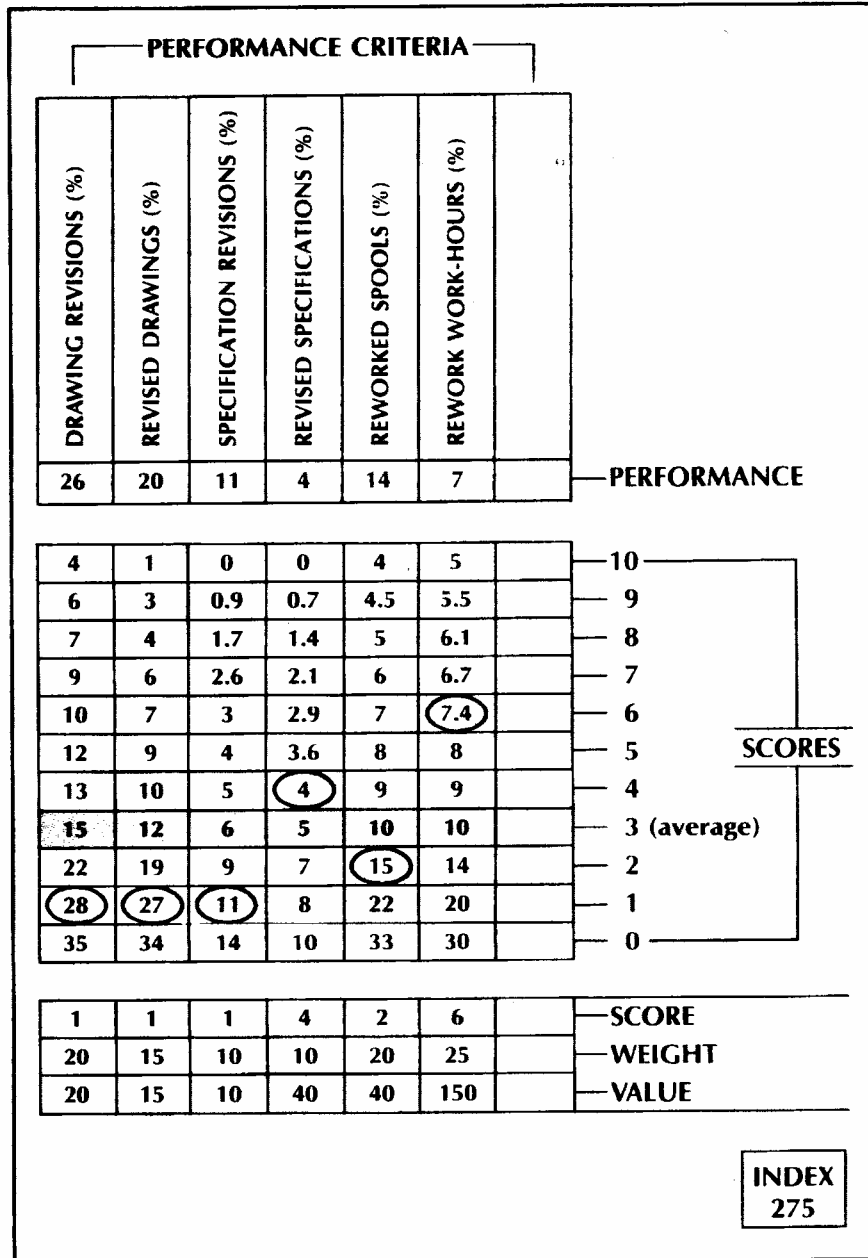 PERFORMANCE CRITERIA
DRAWING REVISIONS (%)
REVISED DRAWINGS (%)
SPECIFICATION REVISIONS (%)
REVISED SPECIFICATIONS (%)
REWORKED SPOOLS (%)
REWORK WORK-HOURS (%)
26 20 11 4 14 7 PERFORMANCE
4 1 0 0 4 5 10
6 3 0.9 0.7 4.5 5.5 9
7 4 1.7 1.4 5 6.1 8
9 6 2.6 2.1 6 6.7 7
10 7 3 2.9 7 7.4 6
12 9 4 3.6 8 8 5 SCORES
13 10 5 4 9 9 4
15 12 6 5 10 10 3 (average)
22 19 9 7 15 14 2
28 27 11 8 22 20 1
35 34 14 10 33 30 0
1 1 1 4 2 6 SCORE
20 15 10 10 20 25 WEIGHT
20 15 10 40 40 150 VALUE
INDEX
275